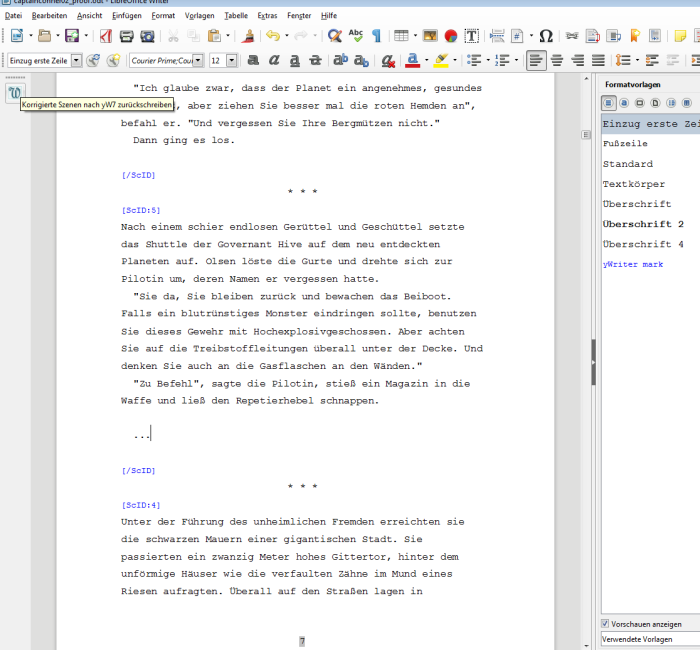 captainconnel02_proof.odt - LibreOffice Writer
Datei Bearbeiten Ansicht Einfügen Format Vorlagen Tabelle Extras Fenster Hilfe
Einzug erste Zeile Courier Prime;Cour 12
Formatvorlagen
Korrigierte Szenen nach yW7 zurückschreiben
"Ich glaube zwar, dass der Planet ein angenehmes, gesundes
, aber ziehen Sie besser mal die roten Hemden an",
befahl er. "Und vergessen Sie Ihre Bergmützen nicht."
Dann ging es los.
[/ScID]
* * *
[ScID:5]
Nach einem schier endlosen Gerüttel und Geschüttel setzte
das Shuttle der Governant Hive auf dem neu entdeckten
Planeten auf. Olsen löste die Gurte und drehte sich zur
Pilotin um, deren Namen er vergessen hatte.
"Sie da, Sie bleiben zurück und bewachen das Beiboot.
Falls ein blutrünstiges Monster eindringen sollte, benutzen
Sie dieses Gewehr mit Hochexplosivgeschossen. Aber achten
Sie auf die Treibstoffleitungen überall unter der Decke. Und
denken Sie auch an die Gasflaschen an den Wänden."
"Zu Befehl", sagte die Pilotin, stieß ein Magazin in die
Waffe und ließ den Repetierhebel schnappen.
...
[/ScID]
* * *
[ScID:4]
Unter der Führung des unheimlichen Fremden erreichten sie
die schwarzen Mauern einer gigantischen Stadt. Sie
passierten ein zwanzig Meter hohes Gittertor, hinter dem
unförmige Häuser wie die verfaulten Zähne im Mund eines
Riesen aufragten. Überall auf den Straßen lagen in
7
Einzug erste Zei
Fußzeile
Standard
Textkörper
Überschrift
Überschrift 2
Überschrift 4
yWriter mark
Vorschauen anzeigen
Verwendete Vorlagen